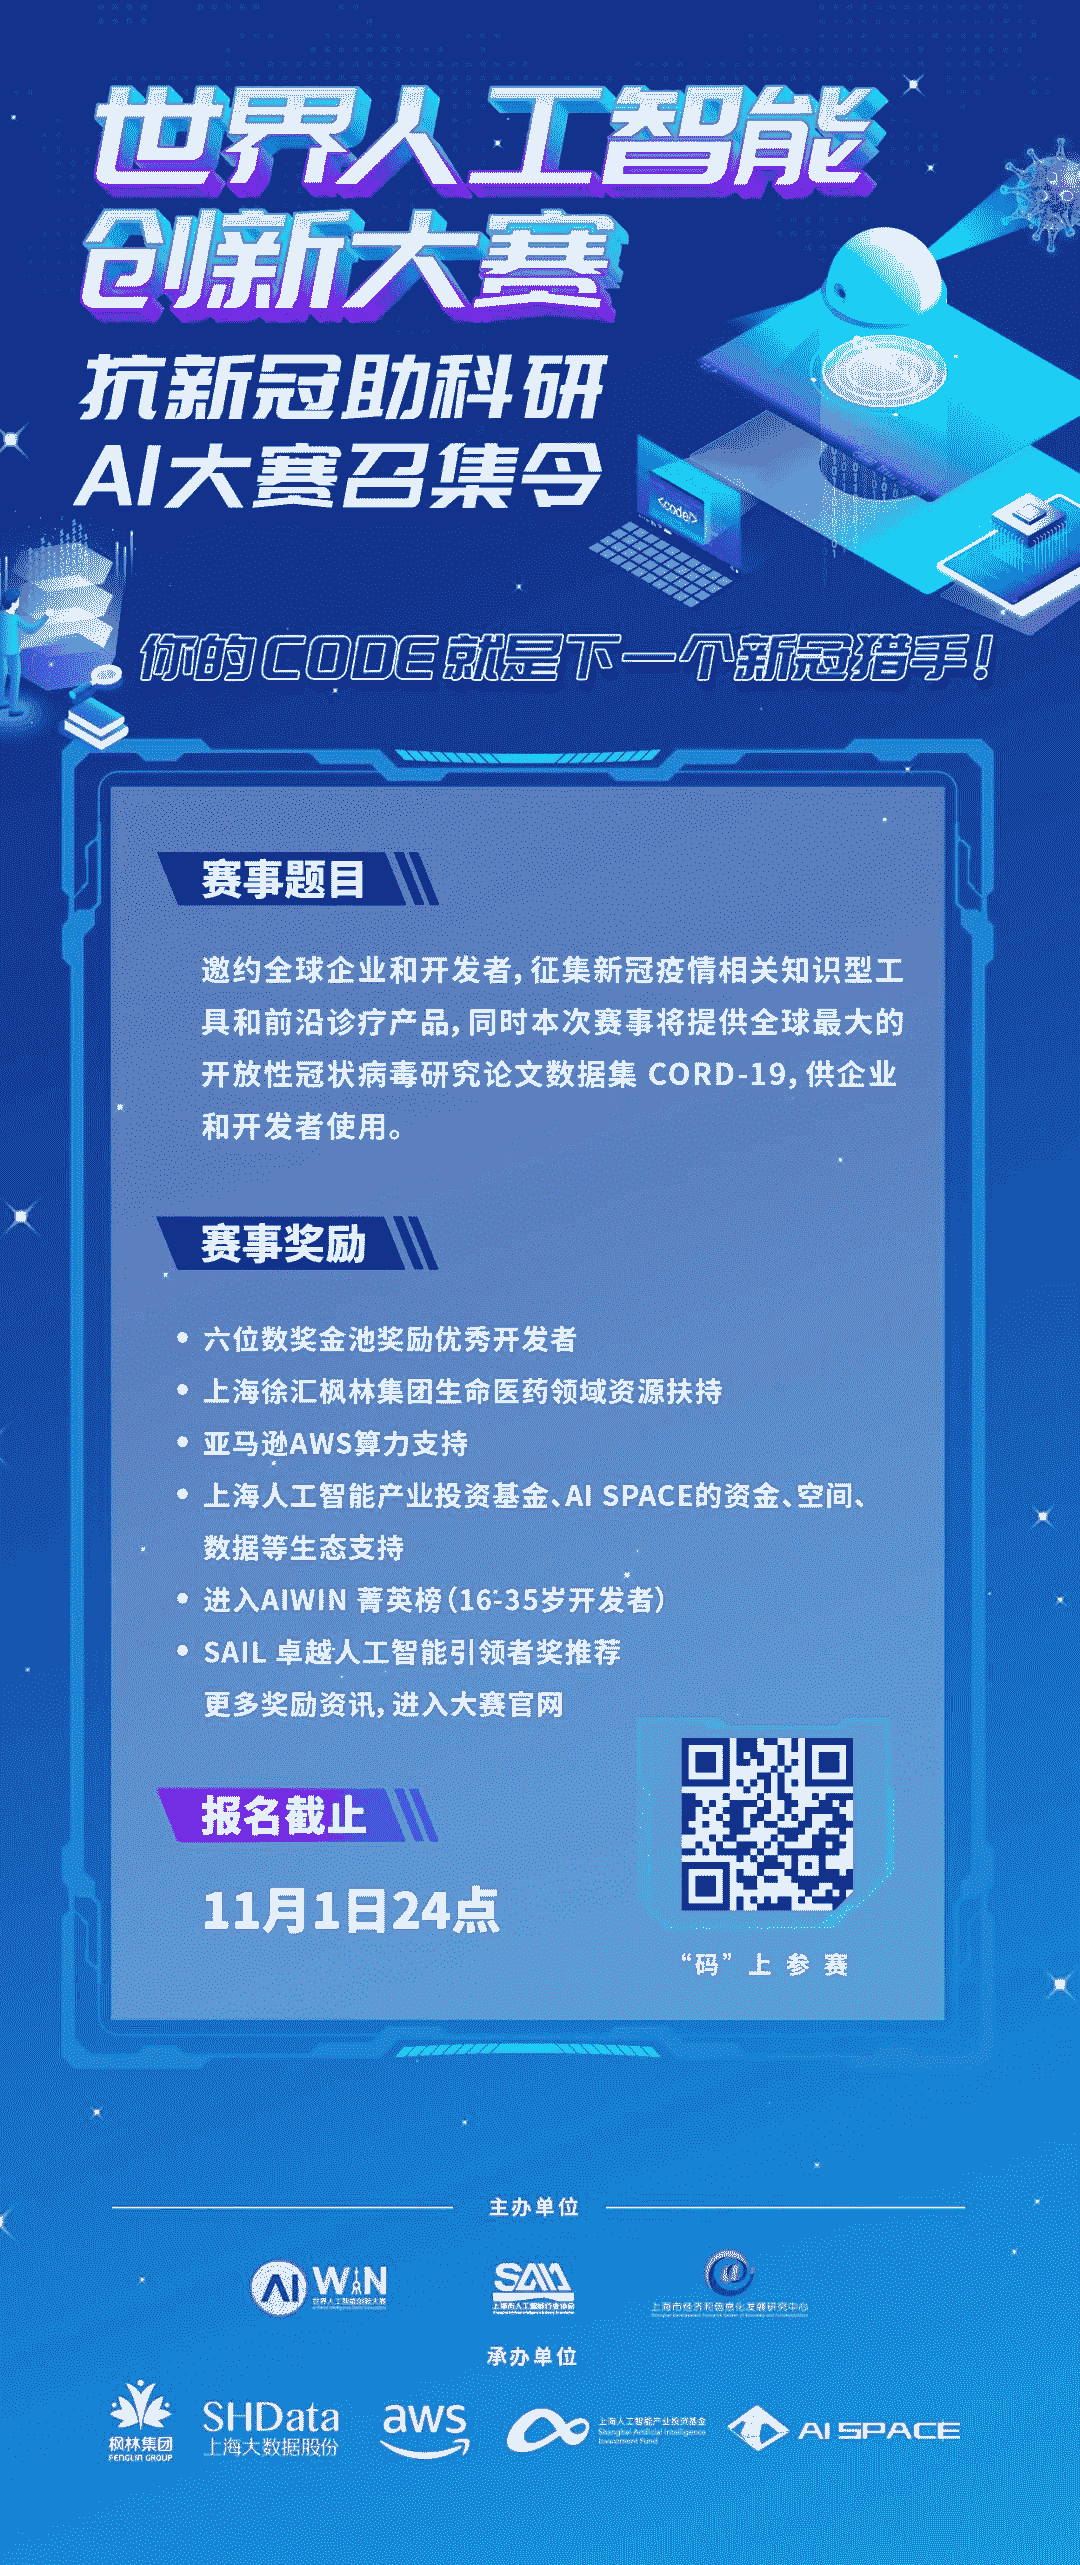 世界人工智能
创新大赛
抗新冠助科研
AI大赛召集令
<code/>
你的CODE就是下一个新冠猎手!
赛事题目
邀约全球企业和开发者,征集新冠疫情相关知识型工
具和前沿诊疗产品,同时本次赛事将提供全球最大的
开放性冠状病毒研究论文数据集 CORD-19,供企业
和开发者使用。
赛事奖励
• 六位数奖金池奖励优秀开发者
• 上海徐汇枫林集团生命医药领域资源扶持
• 亚马逊AWS算力支持
• 上海人工智能产业投资基金、AI SPACE的资金、空间、
数据等生态支持
• 进入AIWIN 菁英榜(16-35岁开发者)
• SAIL 卓越人工智能引领者奖推荐
更多奖励资讯,进入大赛官网
报名截止
11月1日24点
“码”上参赛
主办单位
AI WIN
世界人工智能创新大赛
SAIA
上海市人工智能行业协会
上海市经济和信息化发展研究中心
承办单位
枫林集团
FENGLIN GROUP
SHData
上海大数据股份
aws
上海人工智能产业投资基金
Shanghai Artificial Intelligence
Investment Fund
AI SPACE